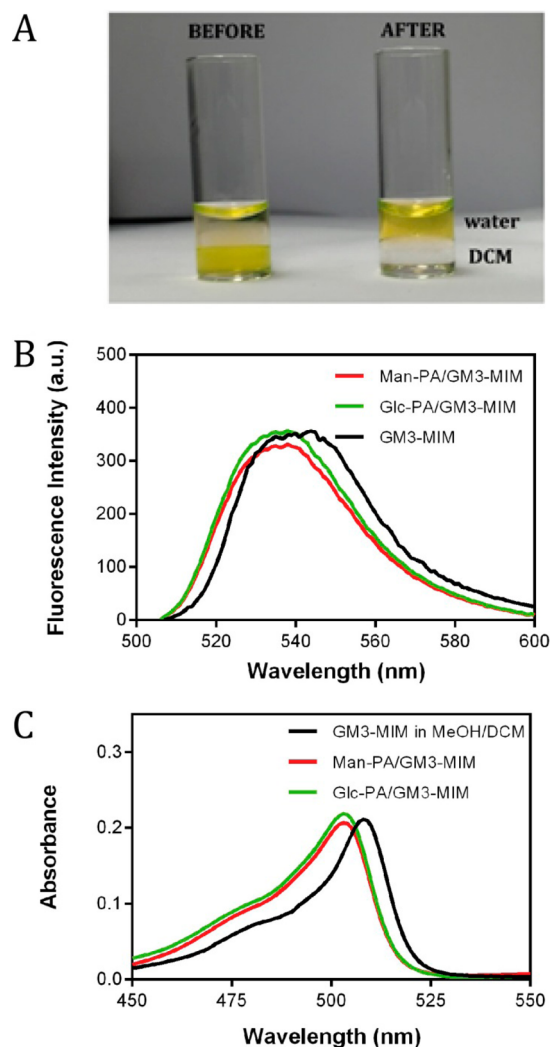 A
BEFORE AFTER
water
DCM
B
Fluorescence Intensity (a.u.)
500
400
300
200
100
0
500 520 540 560 580 600
Wavelength (nm)
Man-PA/GM3-MIM
Glc-PA/GM3-MIM
GM3-MIM
C
Absorbance
0.3
0.2
0.1
0.0
450 475 500 525 550
Wavelength (nm)
GM3-MIM in MeOH/DCM
Man-PA/GM3-MIM
Glc-PA/GM3-MIM